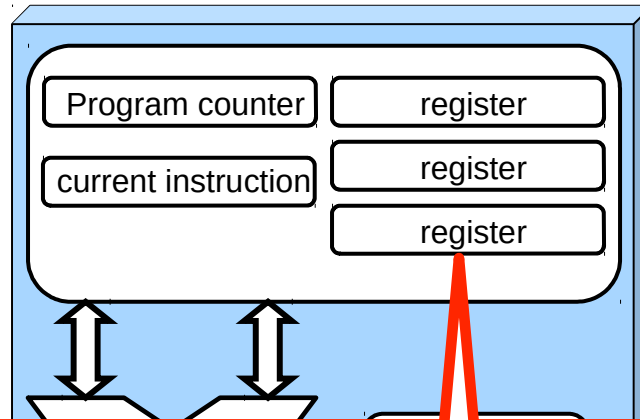 Program counter
current instruction
register
register
register